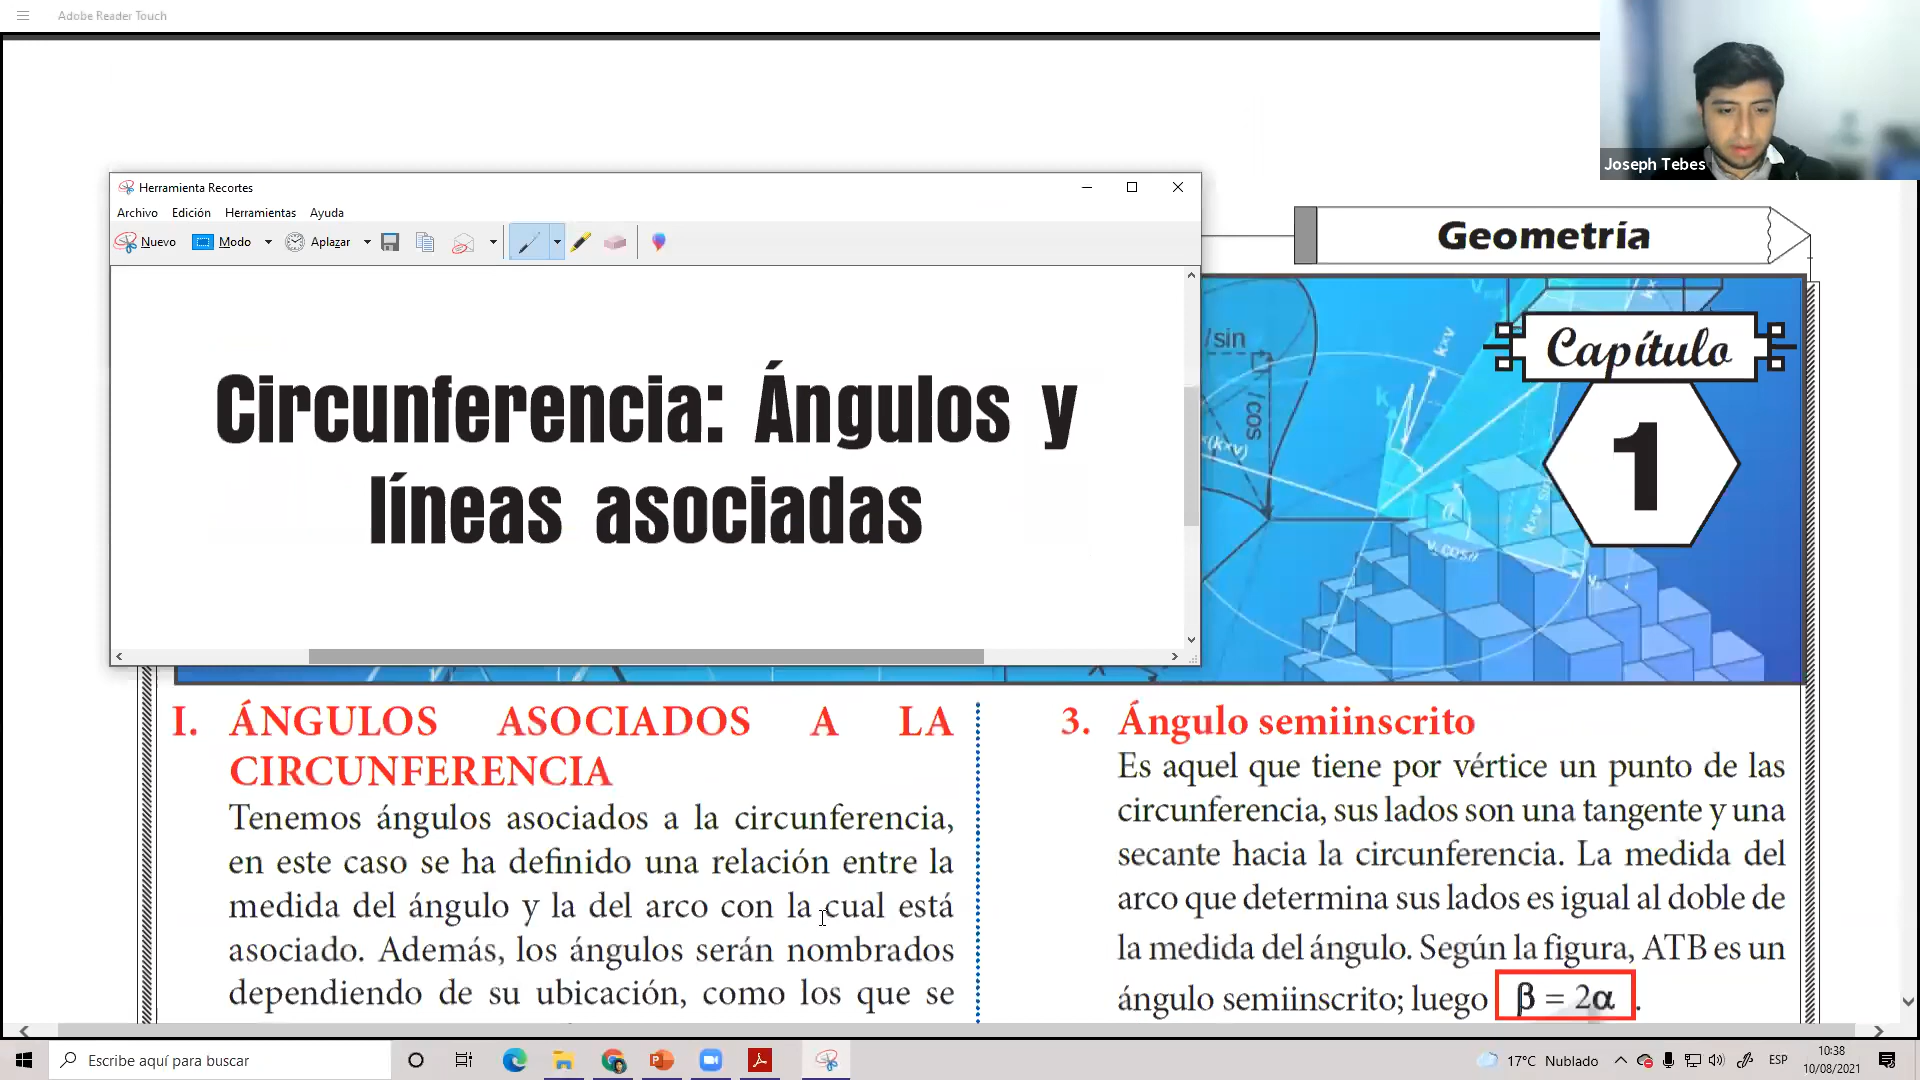 Adobe Reader Touch
Joseph Tebes
Herramienta Recortes
Archivo Edición Herramientas Ayuda
Nuevo Modo Aplazar
Circunferencia: Ángulos y
líneas asociadas
Geometría
Capítulo
1
/sin
/cos
k×v
k
(k×v)
I. ÁNGULOS ASOCIADOS A LA
CIRCUNFERENCIA
Tenemos ángulos asociados a la circunferencia,
en este caso se ha definido una relación entre la
medida del ángulo y la del arco con la cual está
asociado. Además, los ángulos serán nombrados
dependiendo de su ubicación, como los que se
3. Ángulo semiinscrito
Es aquel que tiene por vértice un punto de las
circunferencia, sus lados son una tangente y una
secante hacia la circunferencia. La medida del
arco que determina sus lados es igual al doble de
la medida del ángulo. Según la figura, ATB es un
ángulo semiinscrito; luego β = 2α .
Escribe aquí para buscar
17°C Nublado
ESP
10:38
10/08/2021